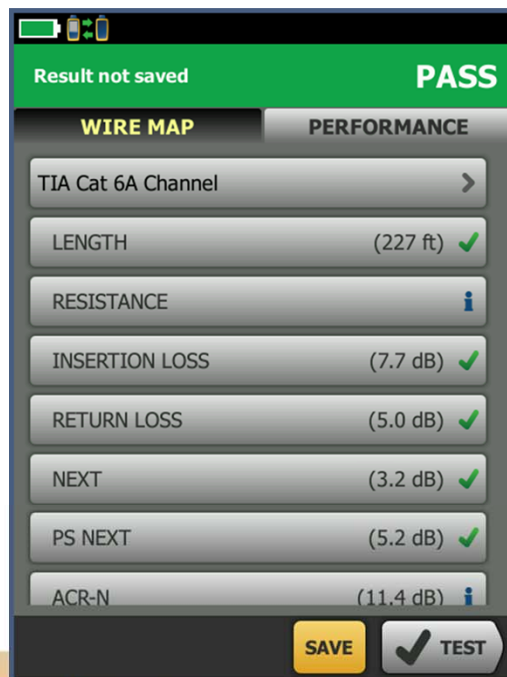 Result not saved PASS
WIRE MAP PERFORMANCE
TIA Cat 6A Channel
LENGTH (227 ft)
RESISTANCE
INSERTION LOSS (7.7 dB)
RETURN LOSS (5.0 dB)
NEXT (3.2 dB)
PS NEXT (5.2 dB)
ACR-N (11.4 dB)
SAVE TEST